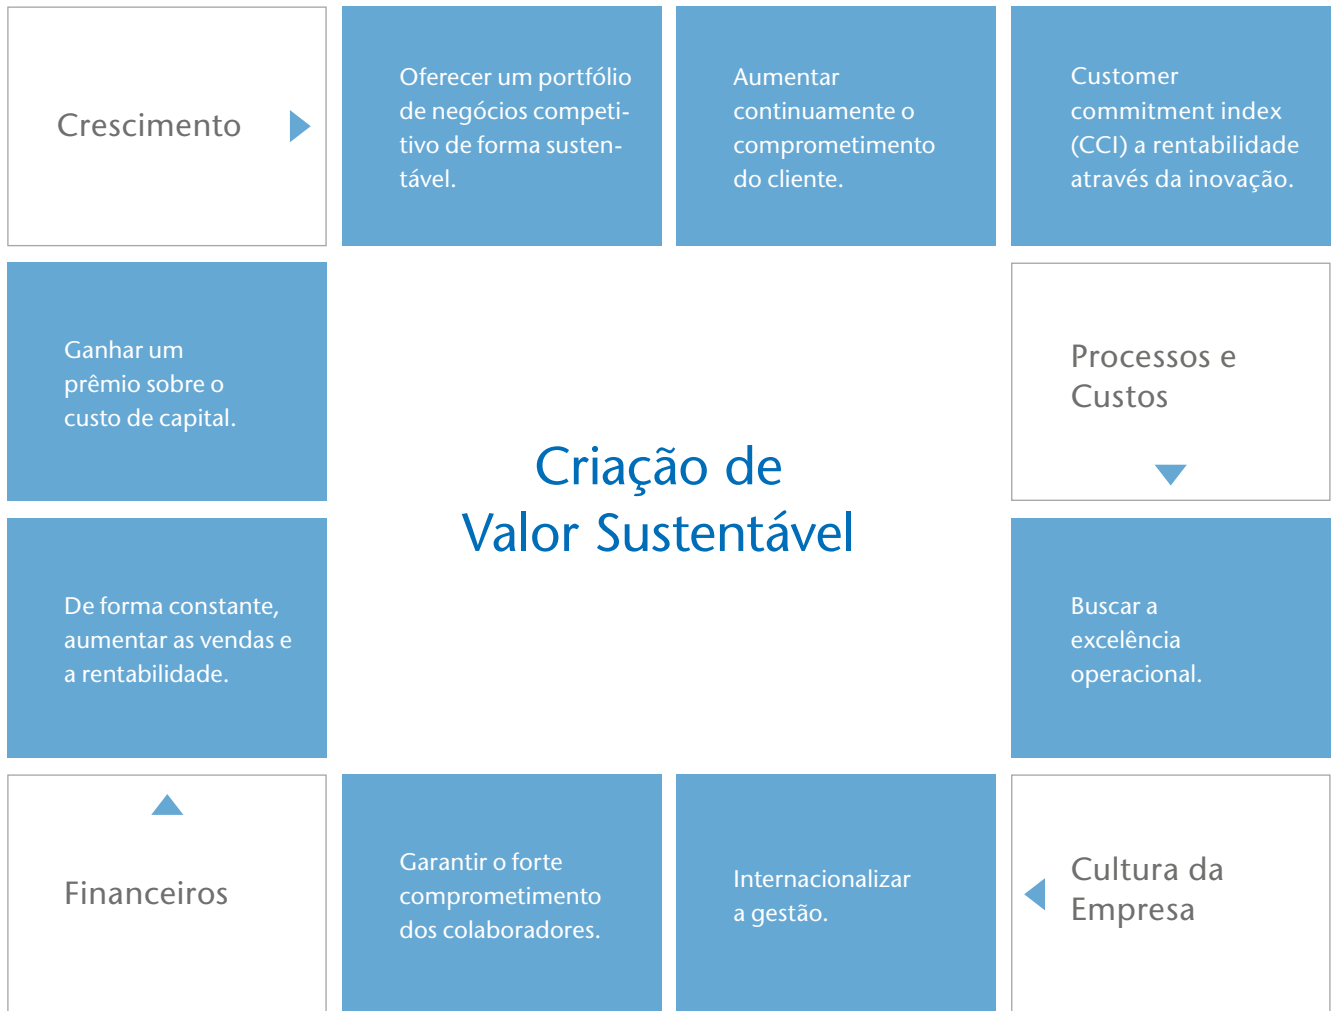 Crescimento
Oferecer um portfólio
de negócios competi-
tivo de forma susten-
tável.
Aumentar
continuamente o
comprometimento
do cliente.
Customer
commitment index
(CCI) a rentabilidade
através da inovação.
Ganhar um
prêmio sobre o
custo de capital.
Criação de
Valor Sustentável
Processos e
Custos
De forma constante,
aumentar as vendas e
a rentabilidade.
Buscar a
excelência
operacional.
Financeiros
Garantir o forte
comprometimento
dos colaboradores.
Internacionalizar
a gestão.
Cultura da
Empresa